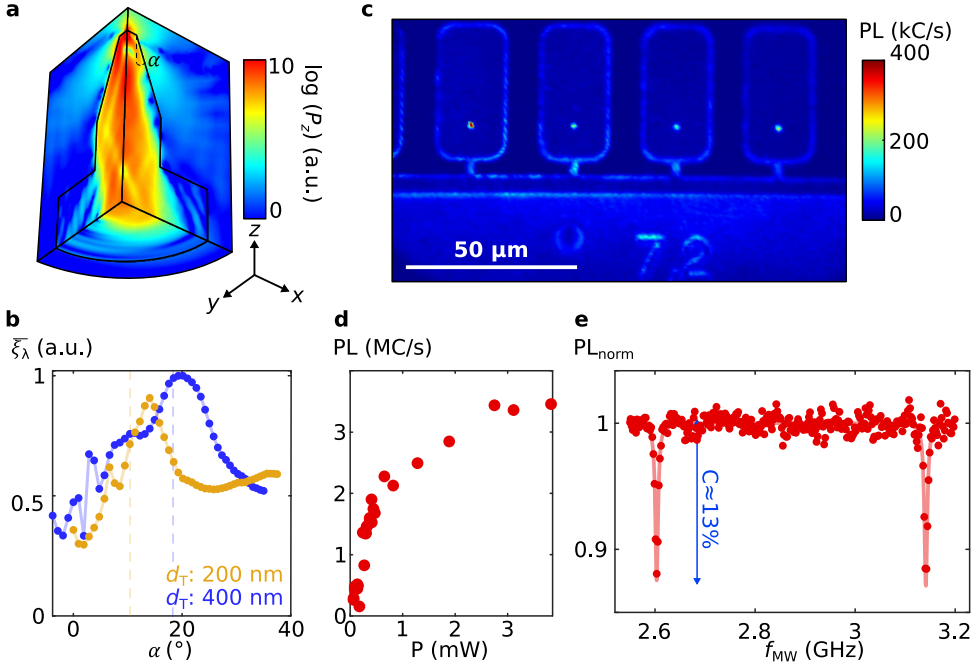 a
α
10
0
log (P_z) (a.u.)
z
y
x
c
PL (kC/s)
400
200
0
50 µm
72
b
ξ_λ (a.u.)
1
0.5
0
d_T: 200 nm
d_T: 400 nm
0
20
40
α (°)
d
PL (MC/s)
3
2
1
0
0
1
2
3
P (mW)
e
PL_norm
1
0.9
C≈13%
2.6
2.8
3
3.2
f_MW (GHz)